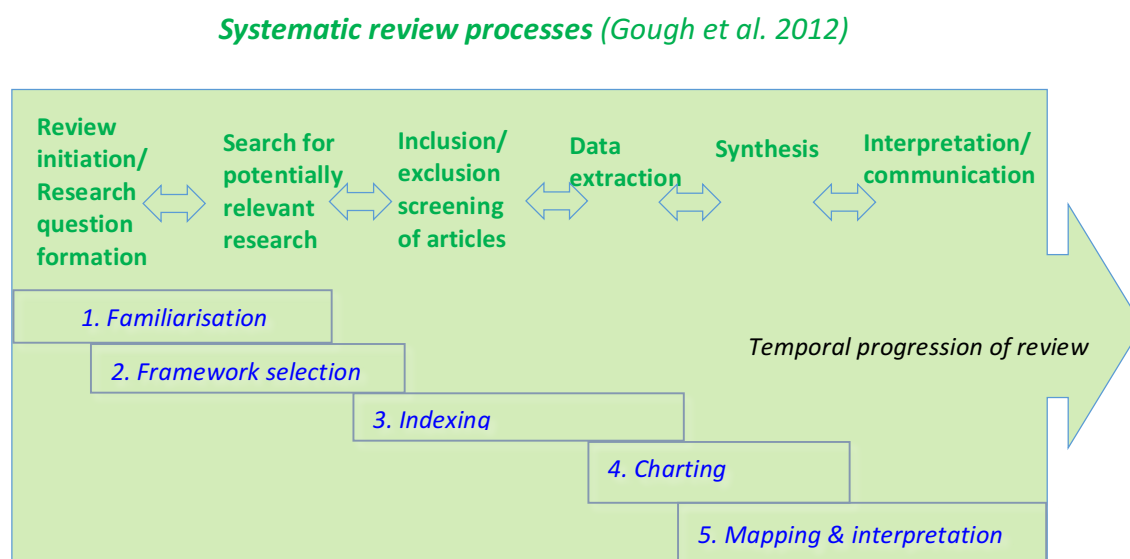 Systematic review processes (Gough et al. 2012)
Review
initiation/
Research
question
formation
Search for
potentially
relevant
research
Inclusion/
exclusion
screening
of articles
Data
extraction
Synthesis
Interpretation/
communication
1. Familiarisation
2. Framework selection
3. Indexing
4. Charting
5. Mapping & interpretation
Temporal progression of review